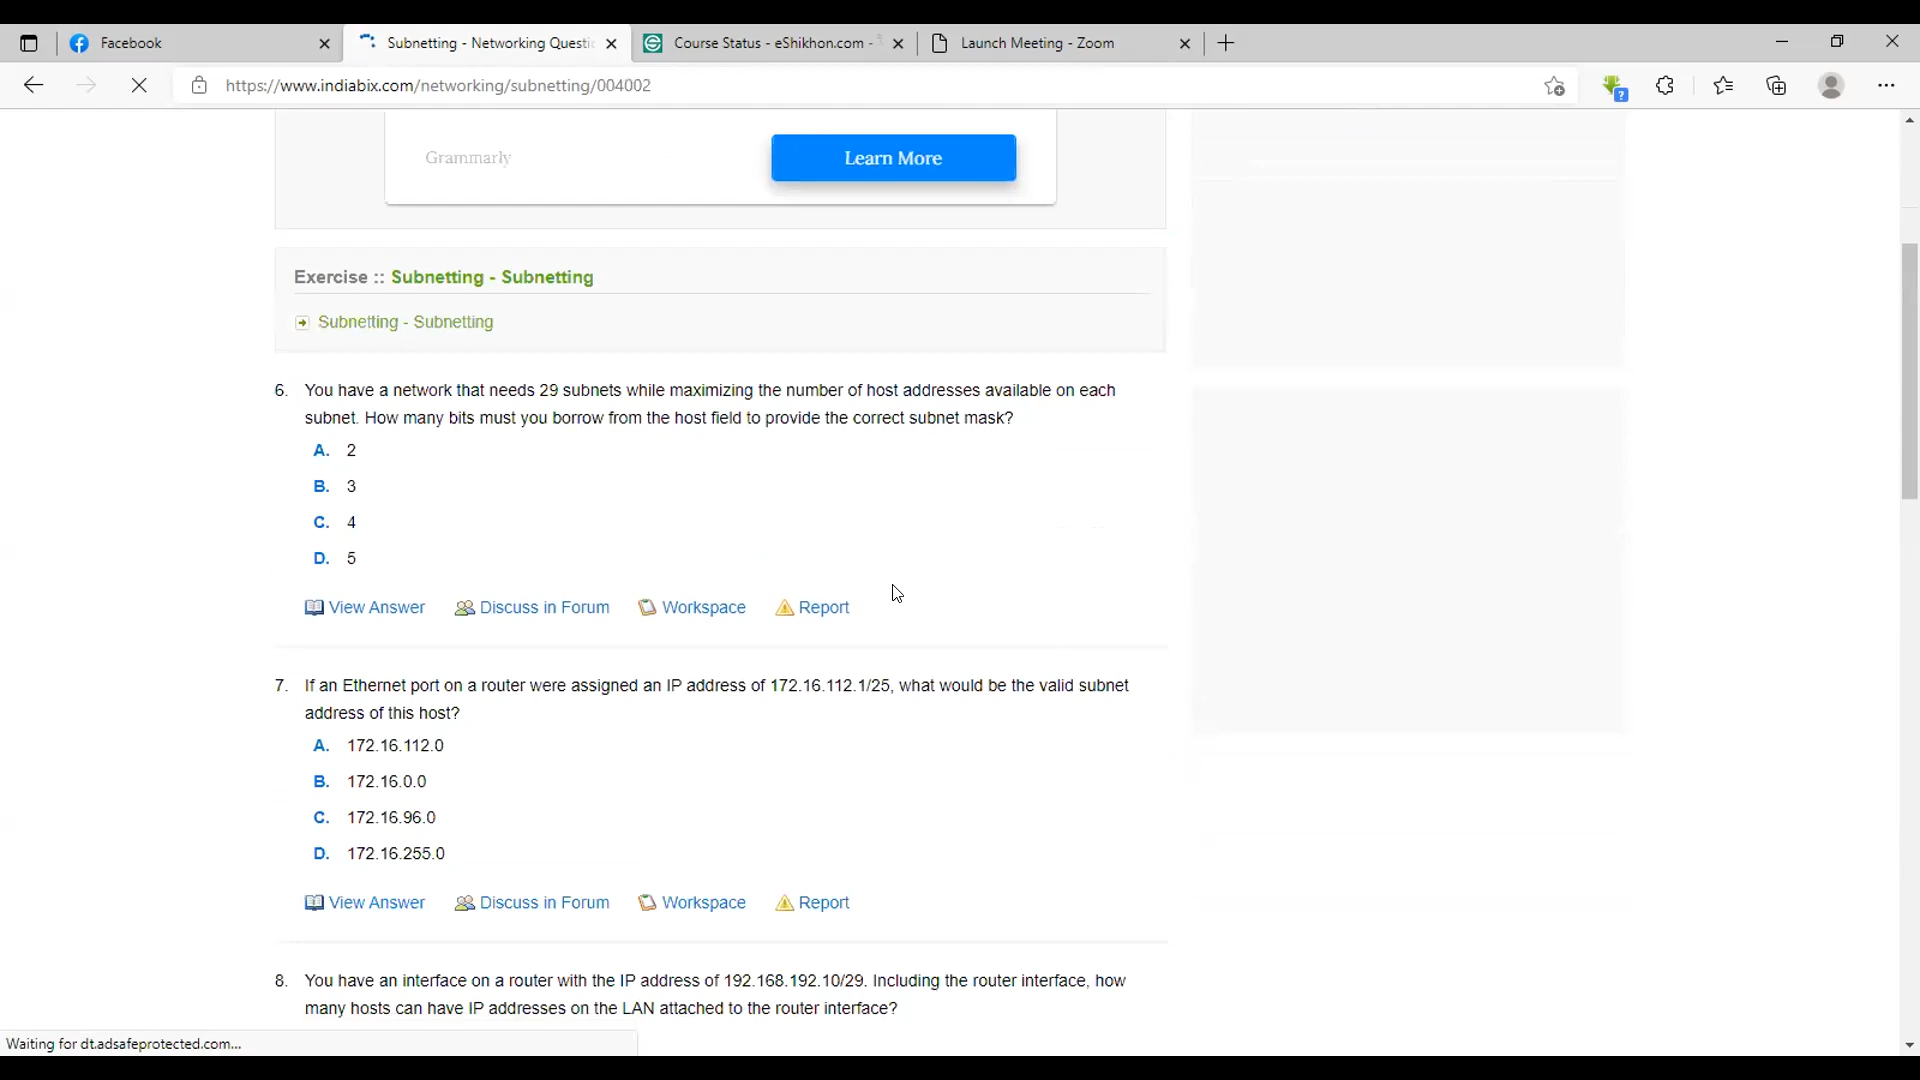 Facebook
Subnetting - Networking Questi
Course Status - eShikhon.com -
Launch Meeting - Zoom
https://www.indiabix.com/networking/subnetting/004002
Grammarly
Learn More
Exercise :: Subnetting - Subnetting
Subnetting - Subnetting
6. You have a network that needs 29 subnets while maximizing the number of host addresses available on each
subnet. How many bits must you borrow from the host field to provide the correct subnet mask?
A. 2
B. 3
C. 4
D. 5
View Answer Discuss in Forum Workspace Report
7. If an Ethernet port on a router were assigned an IP address of 172.16.112.1/25, what would be the valid subnet
address of this host?
A. 172.16.112.0
B. 172.16.0.0
C. 172.16.96.0
D. 172.16.255.0
View Answer Discuss in Forum Workspace Report
8. You have an interface on a router with the IP address of 192.168.192.10/29. Including the router interface, how
many hosts can have IP addresses on the LAN attached to the router interface?
Waiting for dt.adsafeprotected.com...